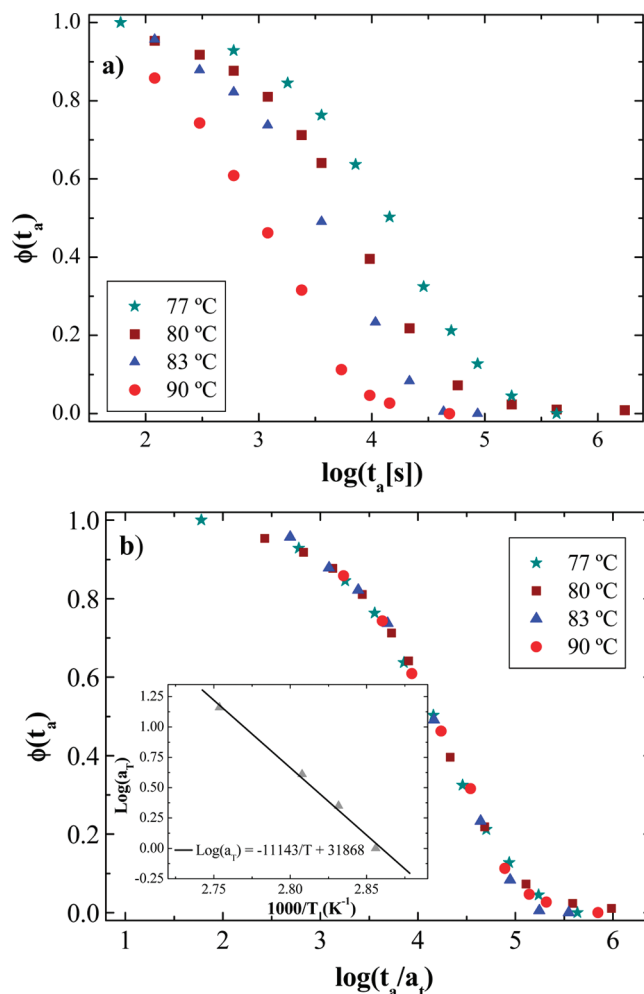 a)
1.0
0.8
0.6
0.4
0.2
0.0
ϕ(tₐ)
77 ºC
80 ºC
83 ºC
90 ºC
2 3 4 5 6
log(tₐ[s])
b)
1.0
0.8
0.6
0.4
0.2
0.0
ϕ(tₐ)
77 ºC
80 ºC
83 ºC
90 ºC
1.25
1.00
0.75
0.50
0.25
0.00
-0.25
Log(a_T)
Log(a_T) = -11143/T + 31868
2.75 2.80 2.85
1000/T (K⁻¹)
1 2 3 4 5 6
log(tₐ/aₜ)